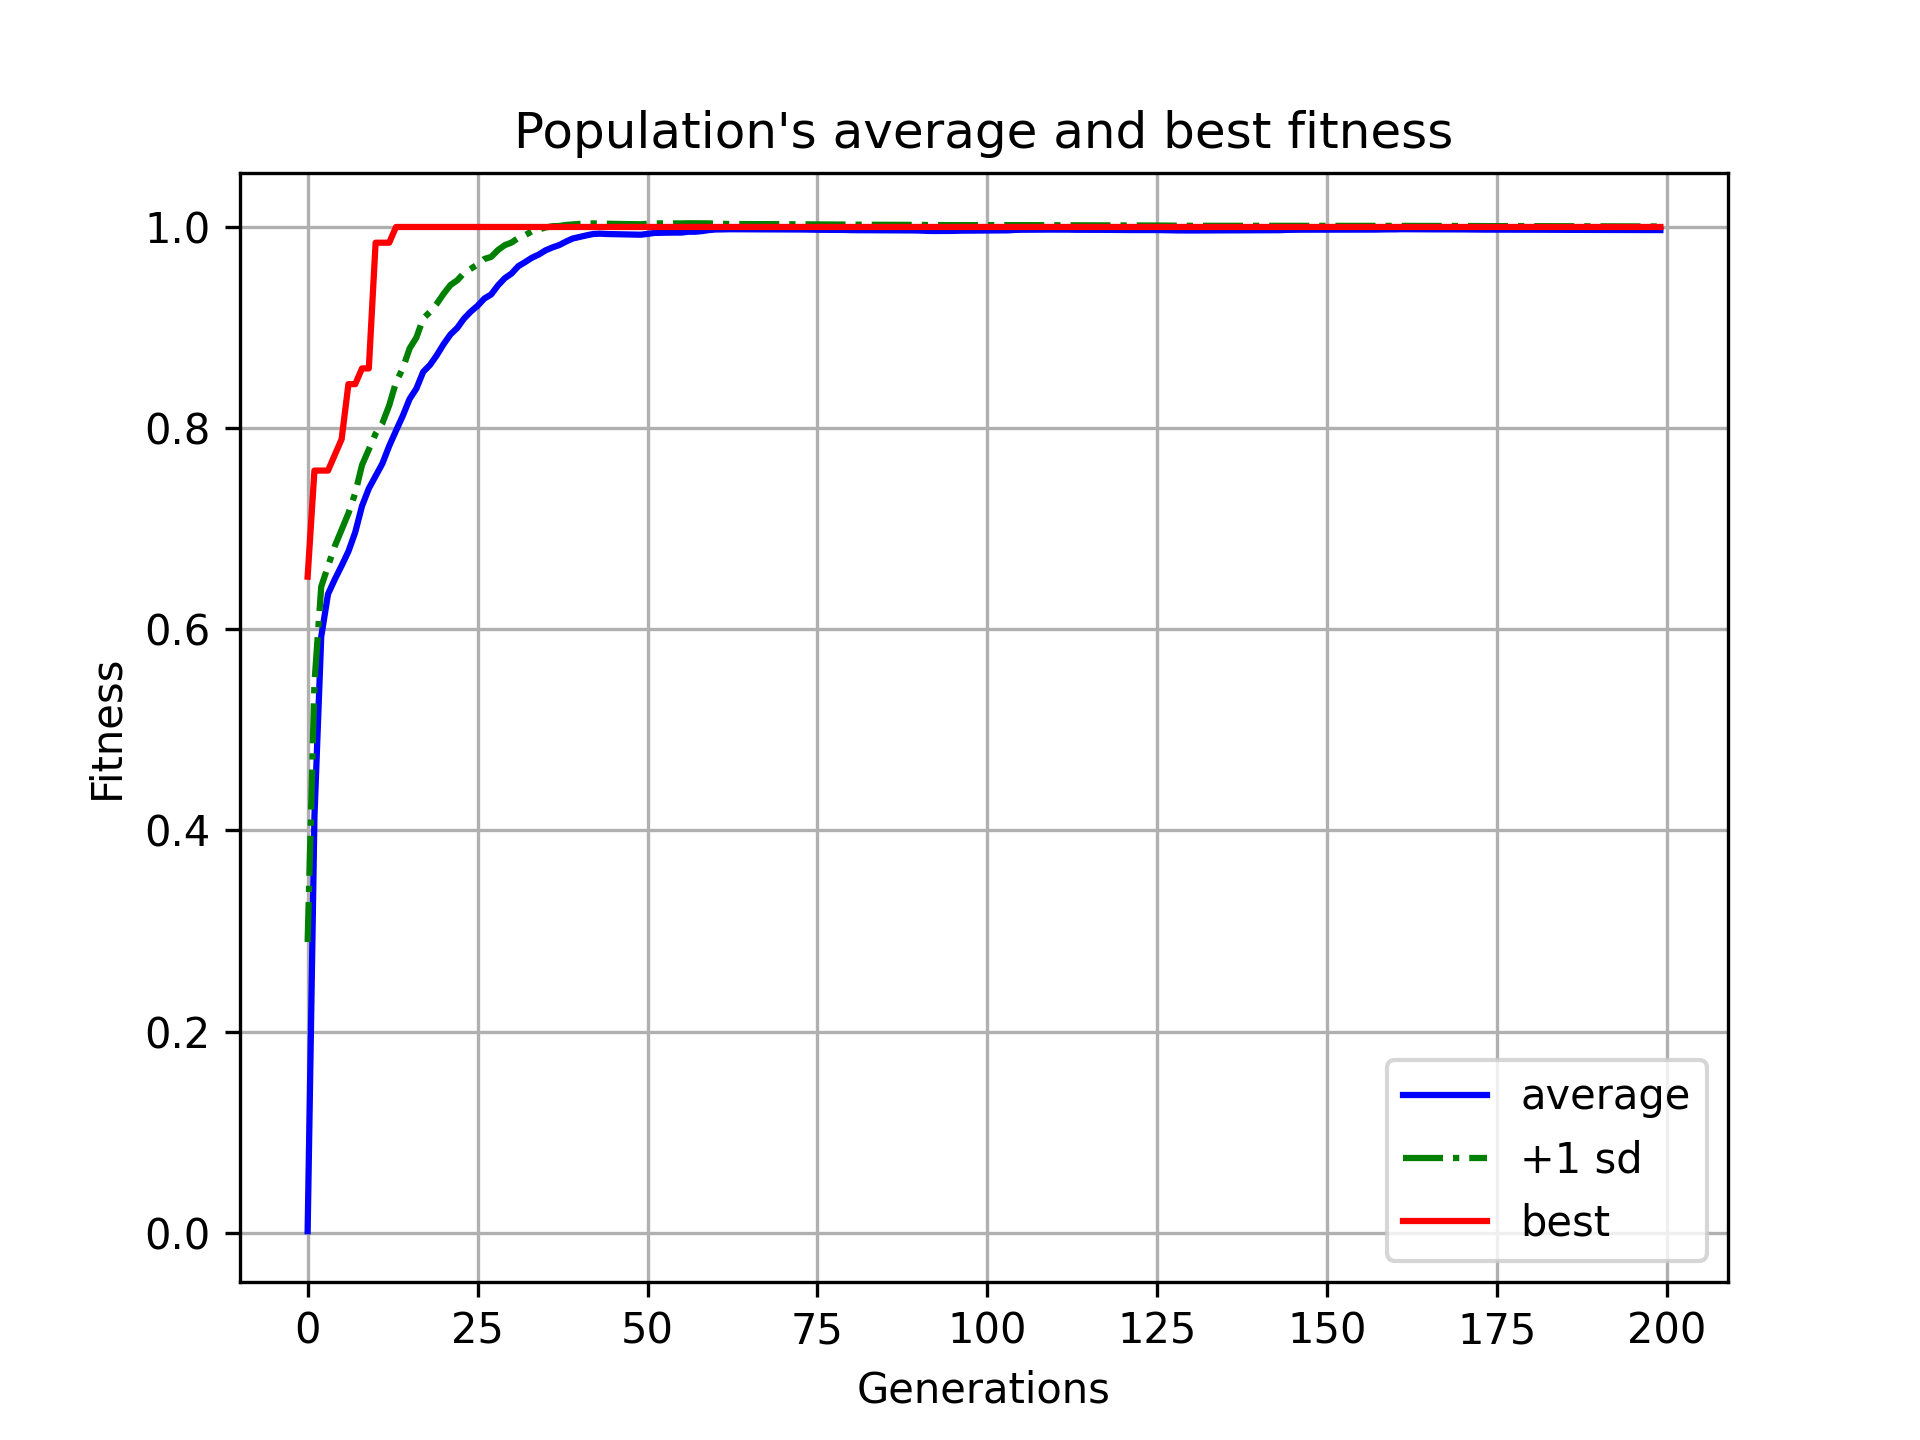 Population's average and best fitness
1.0
0.8
0.6
0.4
0.2
0.0
Fitness
average
+1 sd
best
0 25 50 75 100 125 150 175 200
Generations